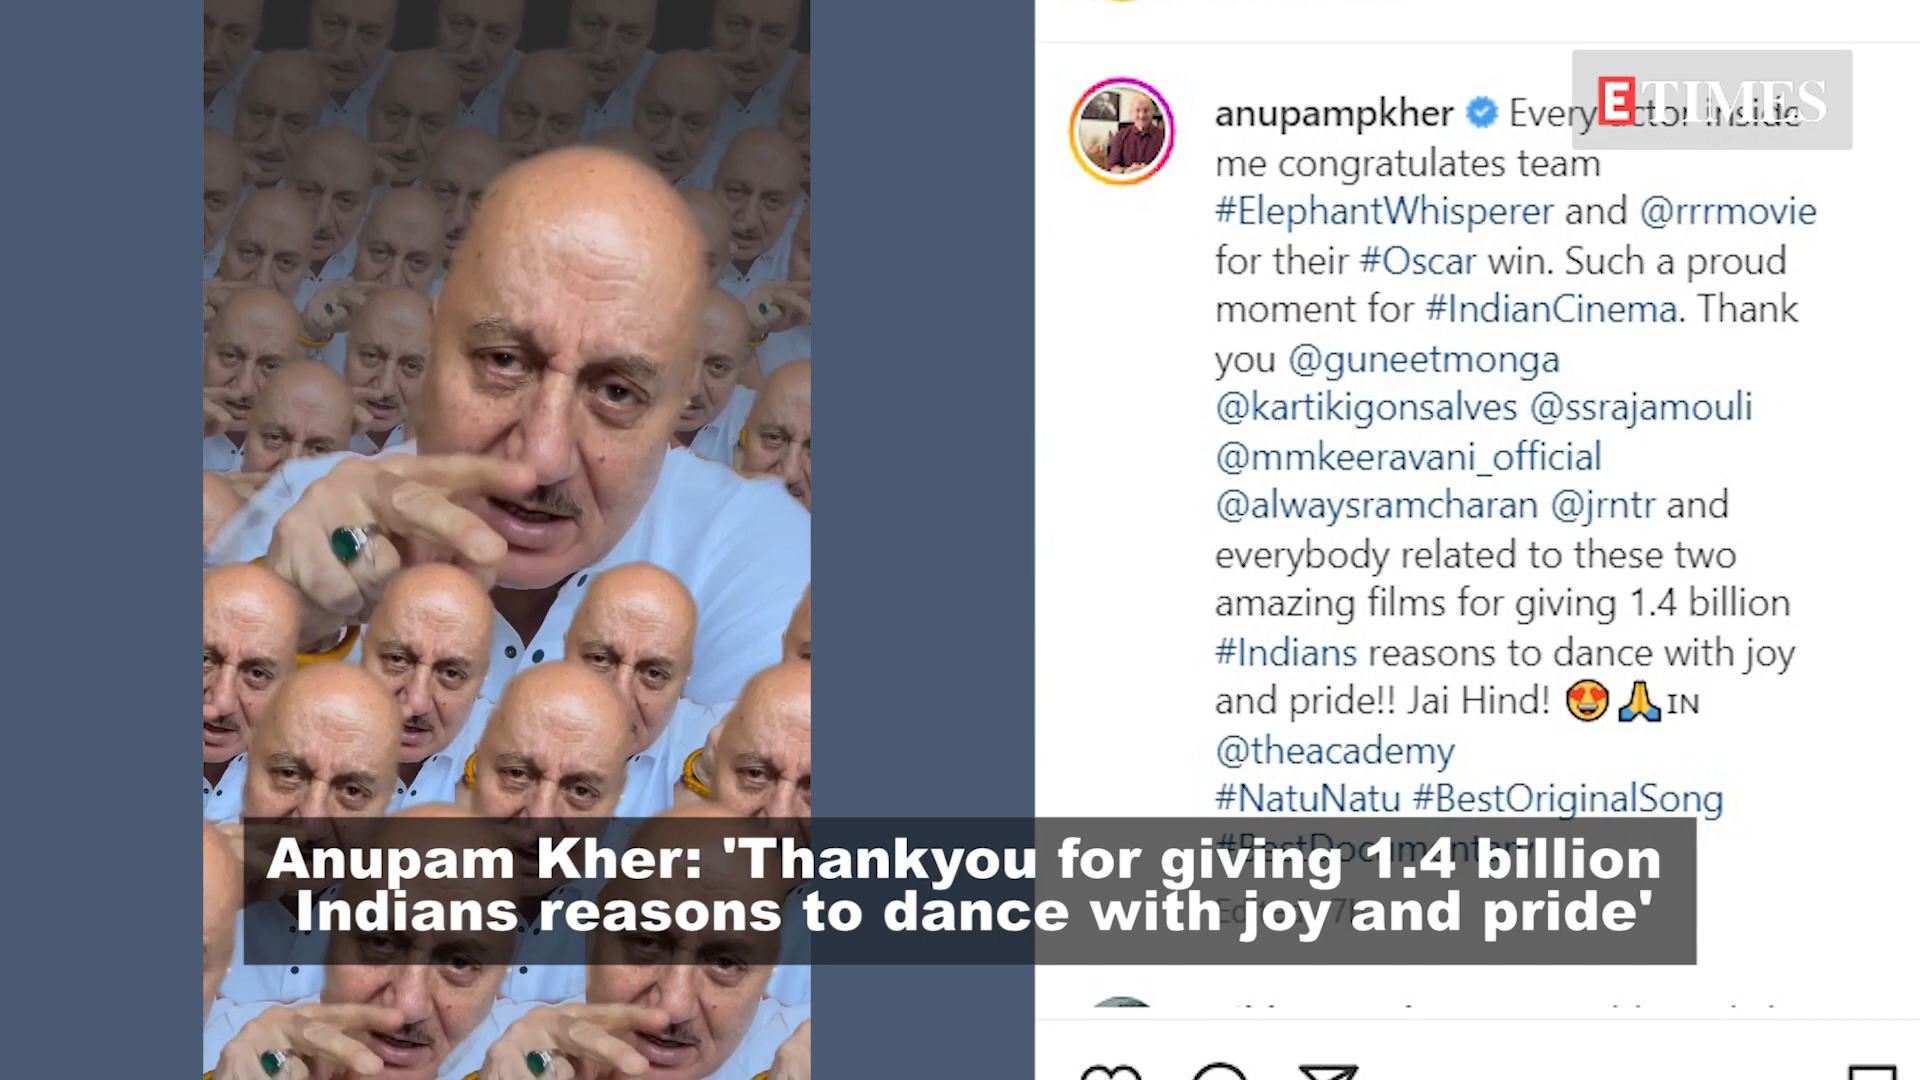 ETIMES
anupampkher Every actor inside
me congratulates team
#ElephantWhisperer and @rrrmovie
for their #Oscar win. Such a proud
moment for #IndianCinema. Thank
you @guneetmonga
@kartikigonsalves @ssrajamouli
@mmkeeravani_official
@alwaysramcharan @jrntr and
everybody related to these two
amazing films for giving 1.4 billion
#Indians reasons to dance with joy
and pride!! Jai Hind! 😍🙏IN
@theacademy
#NatuNatu #BestOriginalSong
#BestDocumentary
Anupam Kher: 'Thankyou for giving 1.4 billion
Indians reasons to dance with joy and pride'